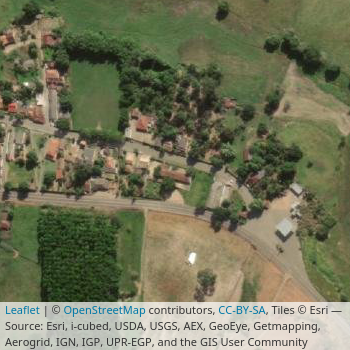 Leaflet | © OpenStreetMap contributors, CC-BY-SA, Tiles © Esri —
Source: Esri, i-cubed, USDA, USGS, AEX, GeoEye, Getmapping,
Aerogrid, IGN, IGP, UPR-EGP, and the GIS User Community